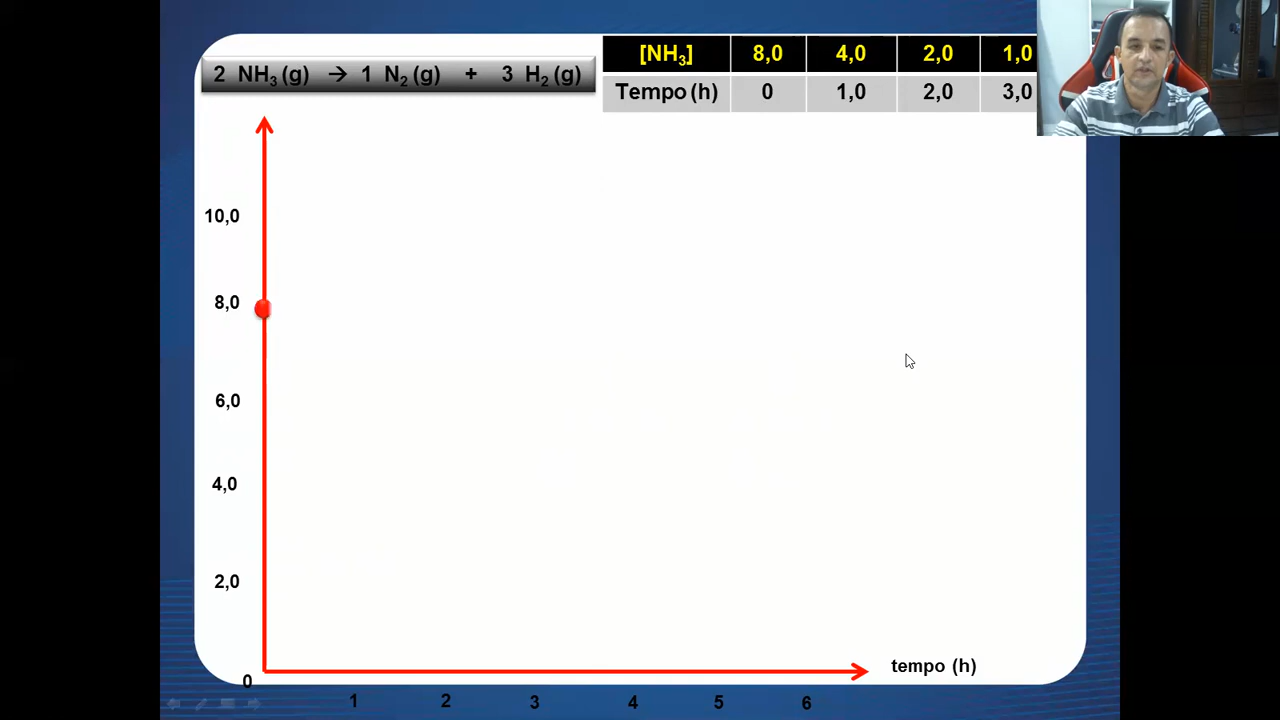 2 NH₃ (g) → 1 N₂ (g) + 3 H₂ (g)
[NH₃] 8,0 4,0 2,0 1,0
Tempo (h) 0 1,0 2,0 3,0
10,0
8,0
6,0
4,0
2,0
0
tempo (h)
1 2 3 4 5 6